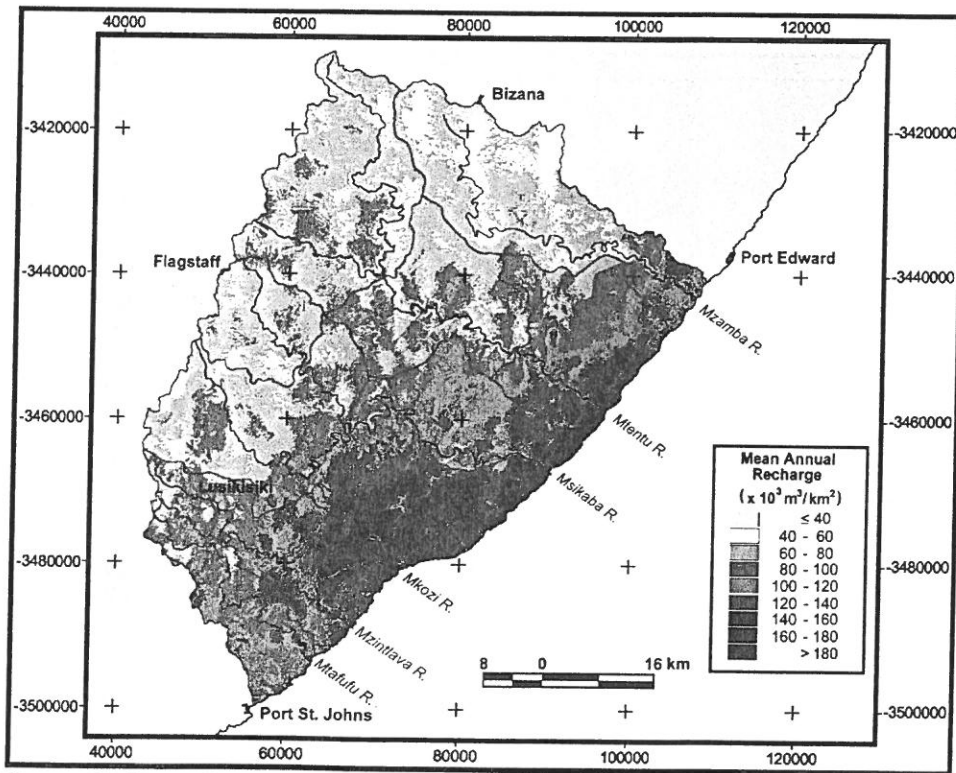 40000 60000 80000 100000 120000
Bizana
-3420000 -3420000
Flagstaff
Port Edward
-3440000 -3440000
Mzamba R.
-3460000 -3460000
Mtentu R.
Msikaba R.
Lusikisiki
-3480000 -3480000
Mkozi R.
Mzintlava R.
Mtafufu R.
Mean Annual
Recharge
(x 10³ m³/km²)
≤ 40
40 - 60
60 - 80
80 - 100
100 - 120
120 - 140
140 - 160
160 - 180
> 180
8 0 16 km
-3500000 -3500000
Port St. Johns
40000 60000 80000 100000 120000